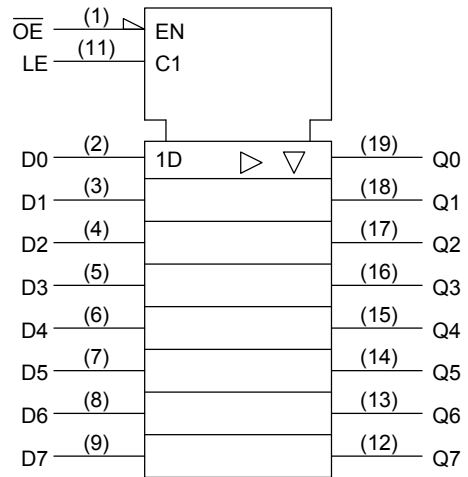 OE (1) EN
LE (11) C1
D0 (2) 1D (19) Q0
D1 (3) (18) Q1
D2 (4) (17) Q2
D3 (5) (16) Q3
D4 (6) (15) Q4
D5 (7) (14) Q5
D6 (8) (13) Q6
D7 (9) (12) Q7